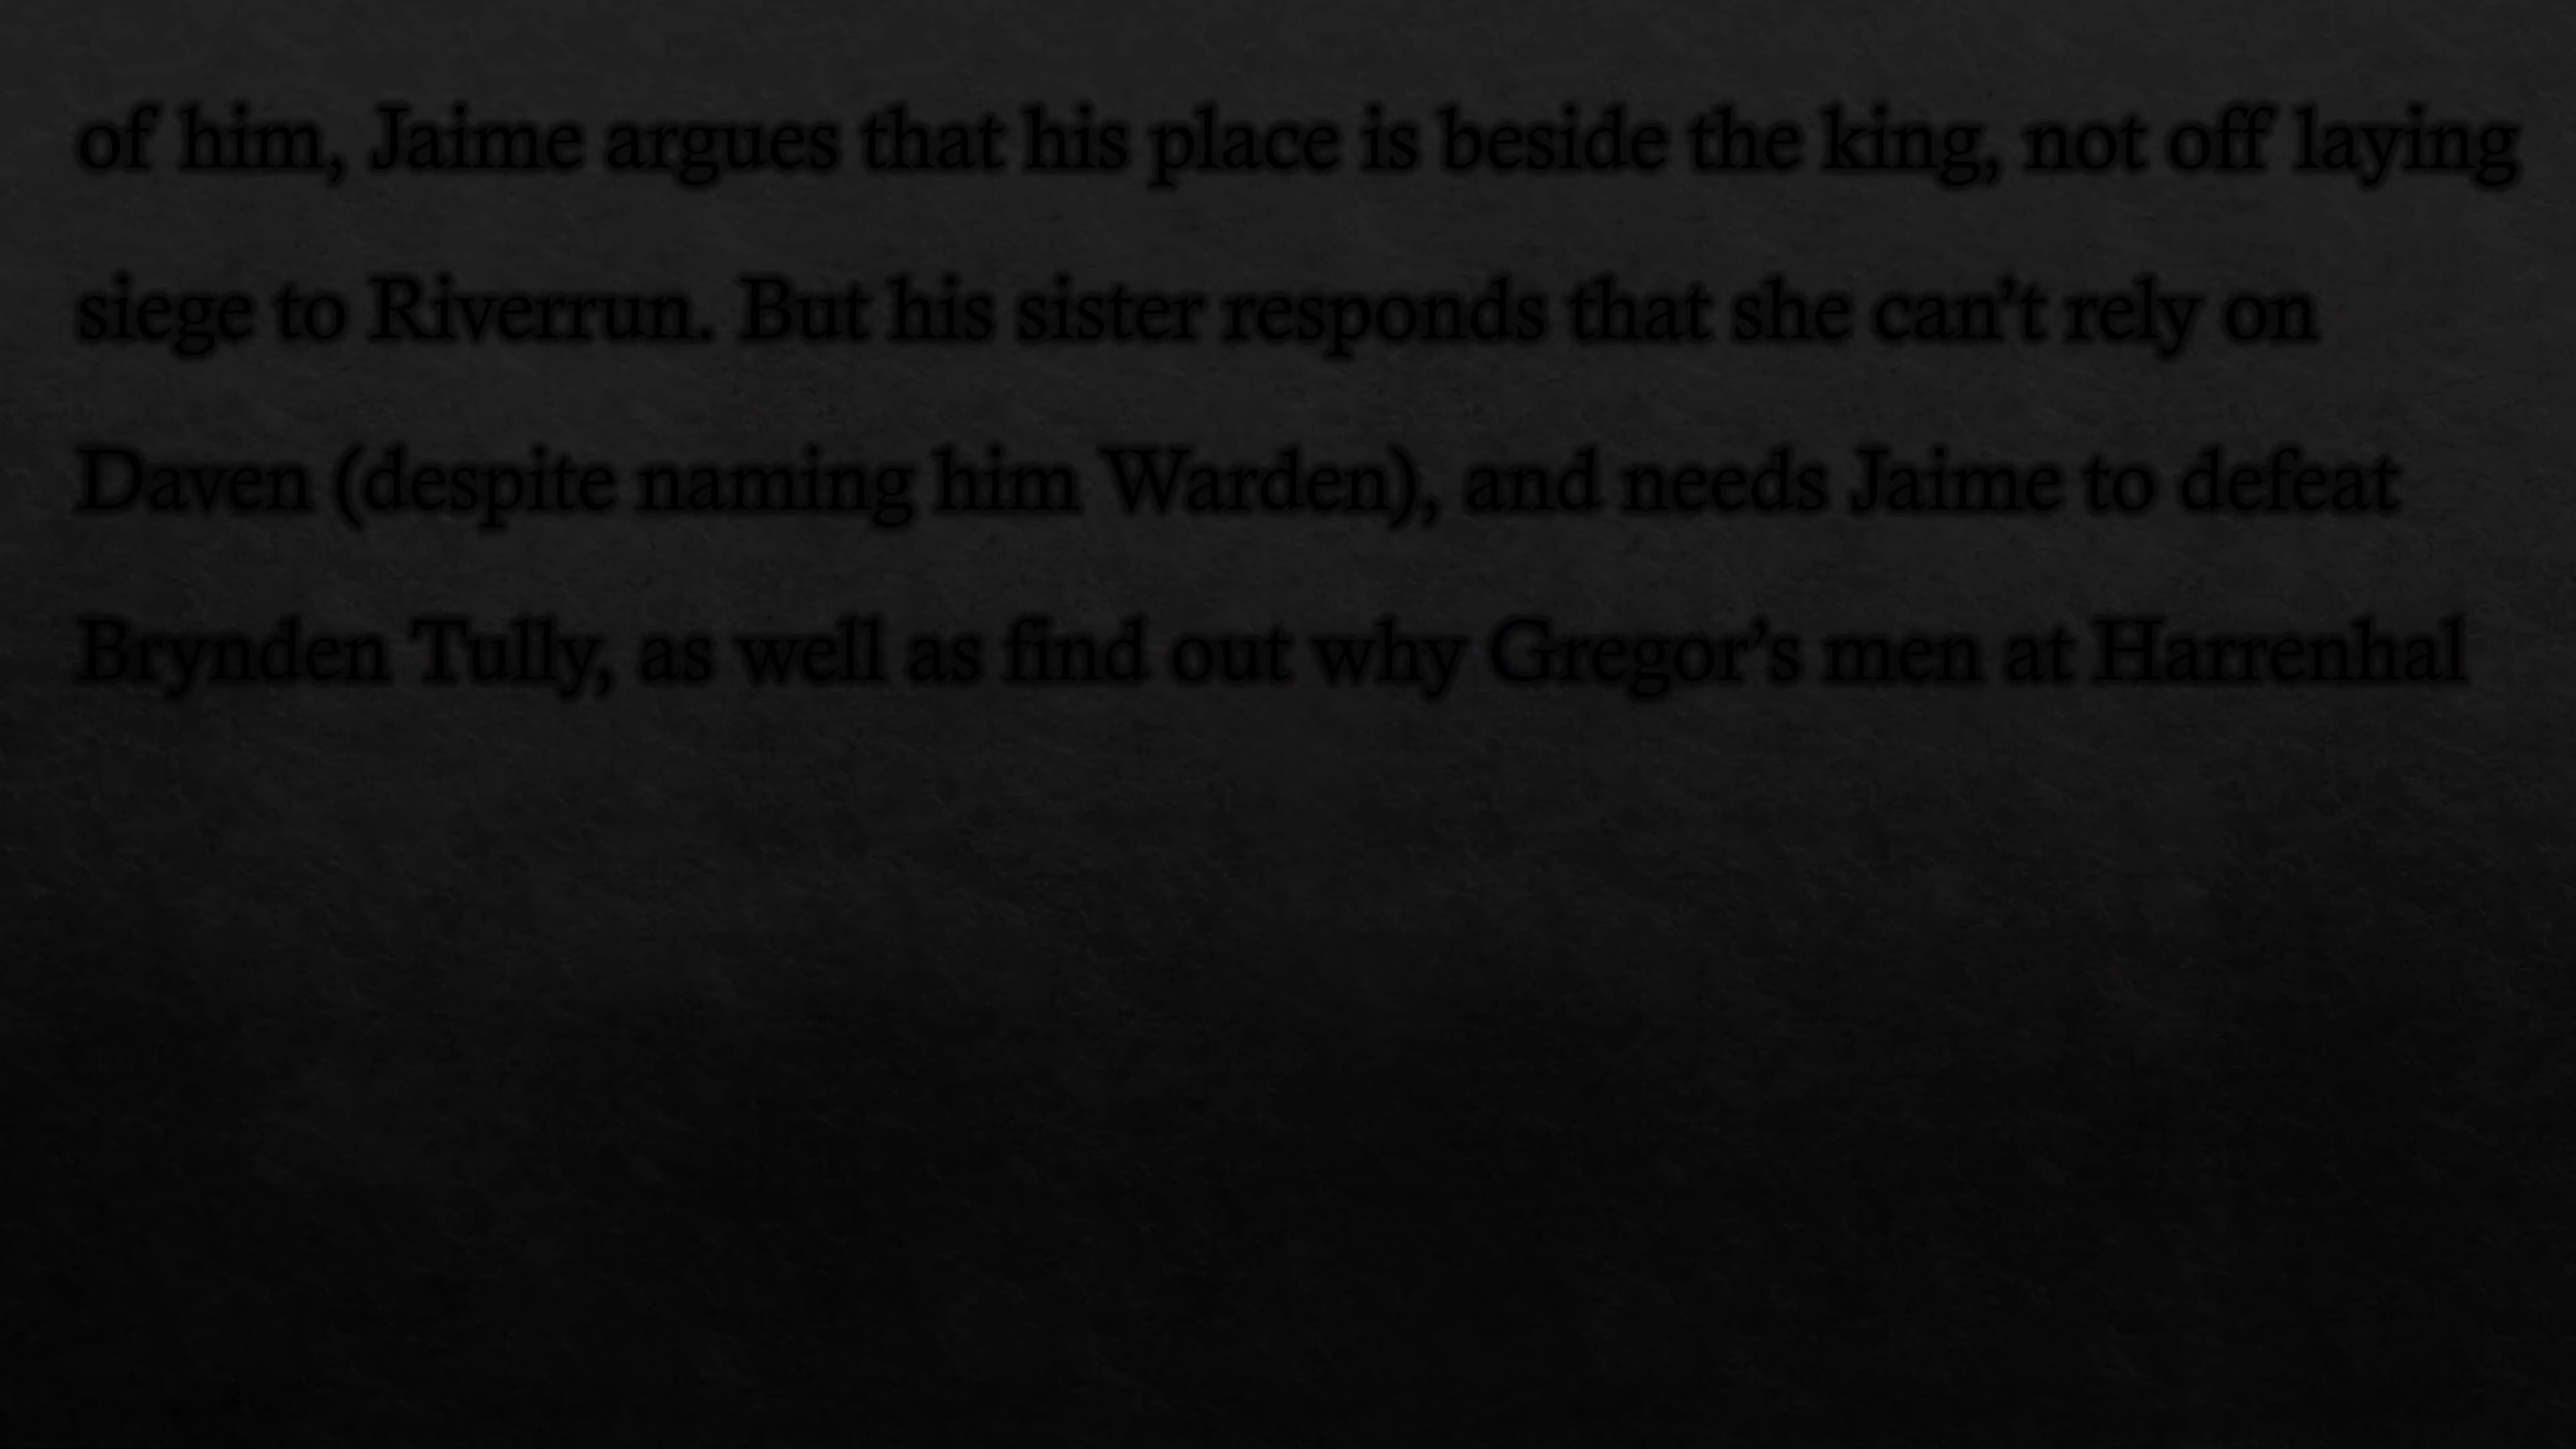 of him, Jaime argues that his place is beside the king, not off laying
siege to Riverrun. But his sister responds that she can’t rely on
Daven (despite naming him Warden), and needs Jaime to defeat
Brynden Tully, as well as find out why Gregor’s men at Harrenhal